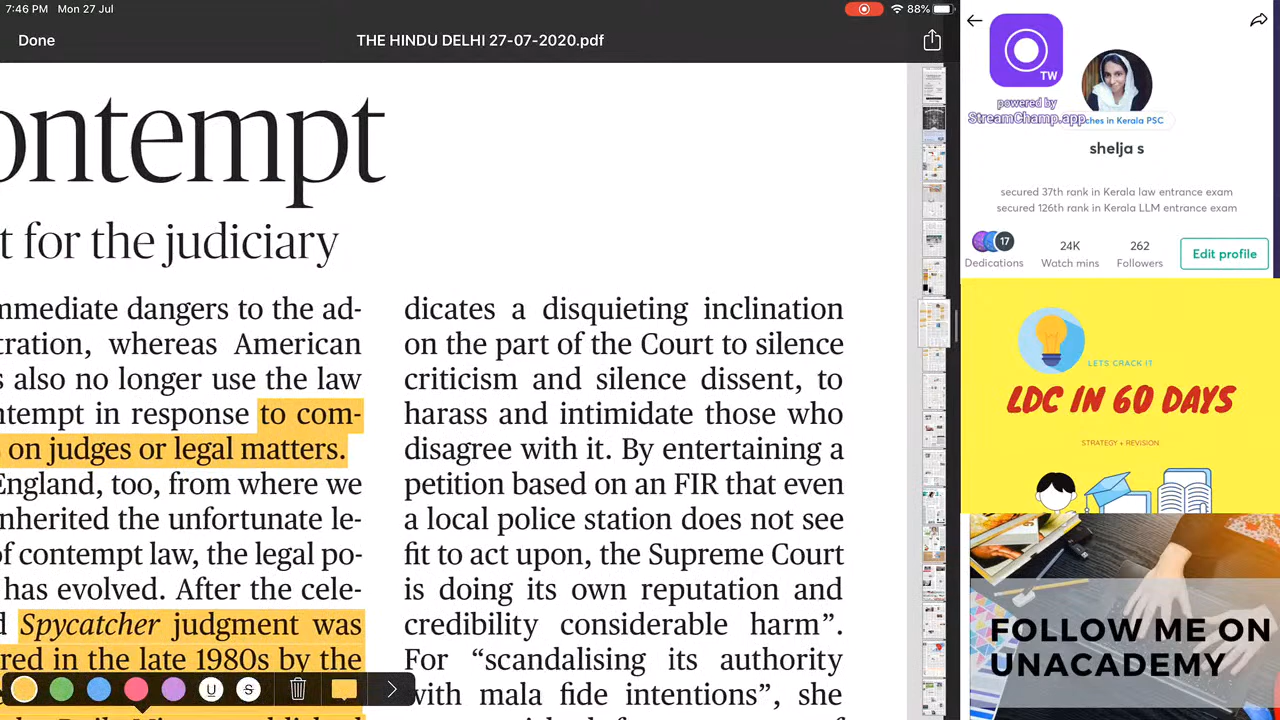 7:46 PM Mon 27 Jul
88%
Done
THE HINDU DELHI 27-07-2020.pdf
ontempt
t for the judiciary
mmediate dangers to the ad-
tration, whereas American
s also no longer use the law
ntempt in response to com-
on judges or legal matters.
England, too, from where we
nherited the unfortunate le-
of contempt law, the legal po-
has evolved. After the cele-
d Spycatcher judgment was
red in the late 1980s by the
dicates a disquieting inclination
on the part of the Court to silence
criticism and silence dissent, to
harass and intimidate those who
disagree with it. By entertaining a
petition based on an FIR that even
a local police station does not see
fit to act upon, the Supreme Court
is doing its own reputation and
credibility considerable harm”.
For “scandalising its authority
with mala fide intentions”, she
U
S
TW
powered by
StreamChamp.app
ches in Kerala PSC
shelja s
secured 37th rank in Kerala law entrance exam
secured 126th rank in Kerala LLM entrance exam
17
Dedications
24K
Watch mins
262
Followers
Edit profile
LETS CRACK IT
LDC IN 60 DAYS
STRATEGY + REVISION
FOLLOW ME ON
UNACADEMY